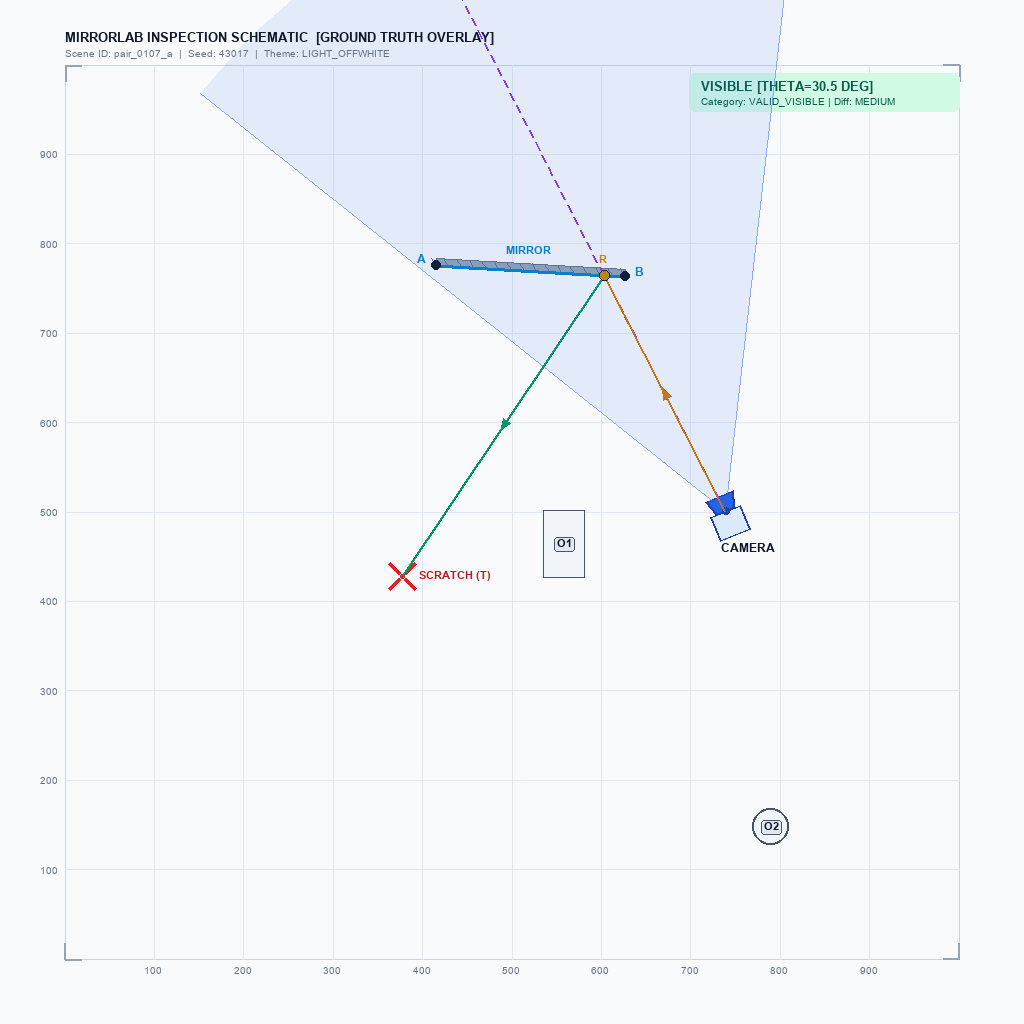 MIRRORLAB INSPECTION SCHEMATIC  [GROUND TRUTH OVERLAY]
Scene ID: pair_0107_a  |  Seed: 43017  |  Theme: LIGHT_OFFWHITE
VISIBLE [THETA=30.5 DEG]
Category: VALID_VISIBLE | Diff: MEDIUM
900
800
MIRROR
A
R
B
700
600
500
O1
CAMERA
SCRATCH (T)
400
300
200
O2
100
100 200 300 400 500 600 700 800 900